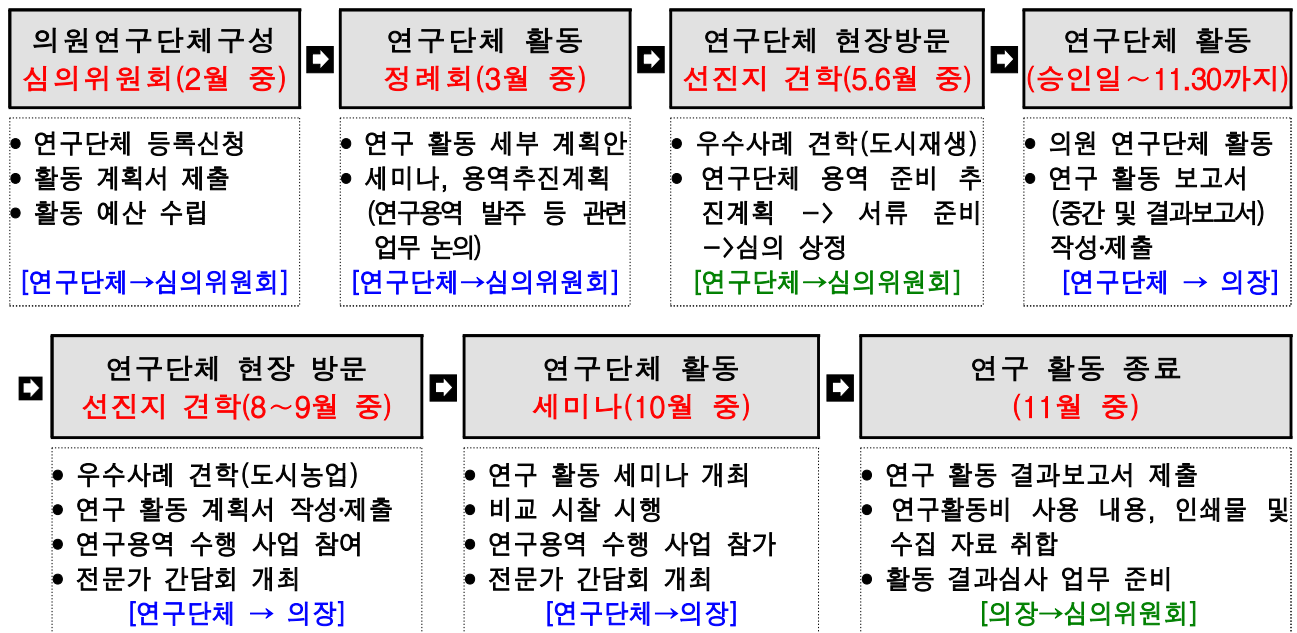 의원연구단체구성
심의위원회(2월 중)
• 연구단체 등록신청
• 활동 계획서 제출
• 활동 예산 수립
[연구단체→심의위원회]
연구단체 활동
정례회(3월 중)
• 연구 활동 세부 계획안
• 세미나, 용역추진계획
(연구용역 발주 등 관련
업무 논의)
[연구단체→심의위원회]
연구단체 현장방문
선진지 견학(5.6월 중)
• 우수사례 견학(도시재생)
• 연구단체 용역 준비 추
진계획 -> 서류 준비
->심의 상정
[연구단체→심의위원회]
연구단체 활동
(승인일~11.30까지)
• 의원 연구단체 활동
• 연구 활동 보고서
(중간 및 결과보고서)
작성·제출
[연구단체 → 의장]
연구단체 현장 방문
선진지 견학(8~9월 중)
• 우수사례 견학(도시농업)
• 연구 활동 계획서 작성·제출
• 연구용역 수행 사업 참여
• 전문가 간담회 개최
[연구단체 → 의장]
연구단체 활동
세미나(10월 중)
• 연구 활동 세미나 개최
• 비교 시찰 시행
• 연구용역 수행 사업 참가
• 전문가 간담회 개최
[연구단체→의장]
연구 활동 종료
(11월 중)
• 연구 활동 결과보고서 제출
• 연구활동비 사용 내용, 인쇄물 및
수집 자료 취합
• 활동 결과심사 업무 준비
[의장→심의위원회]